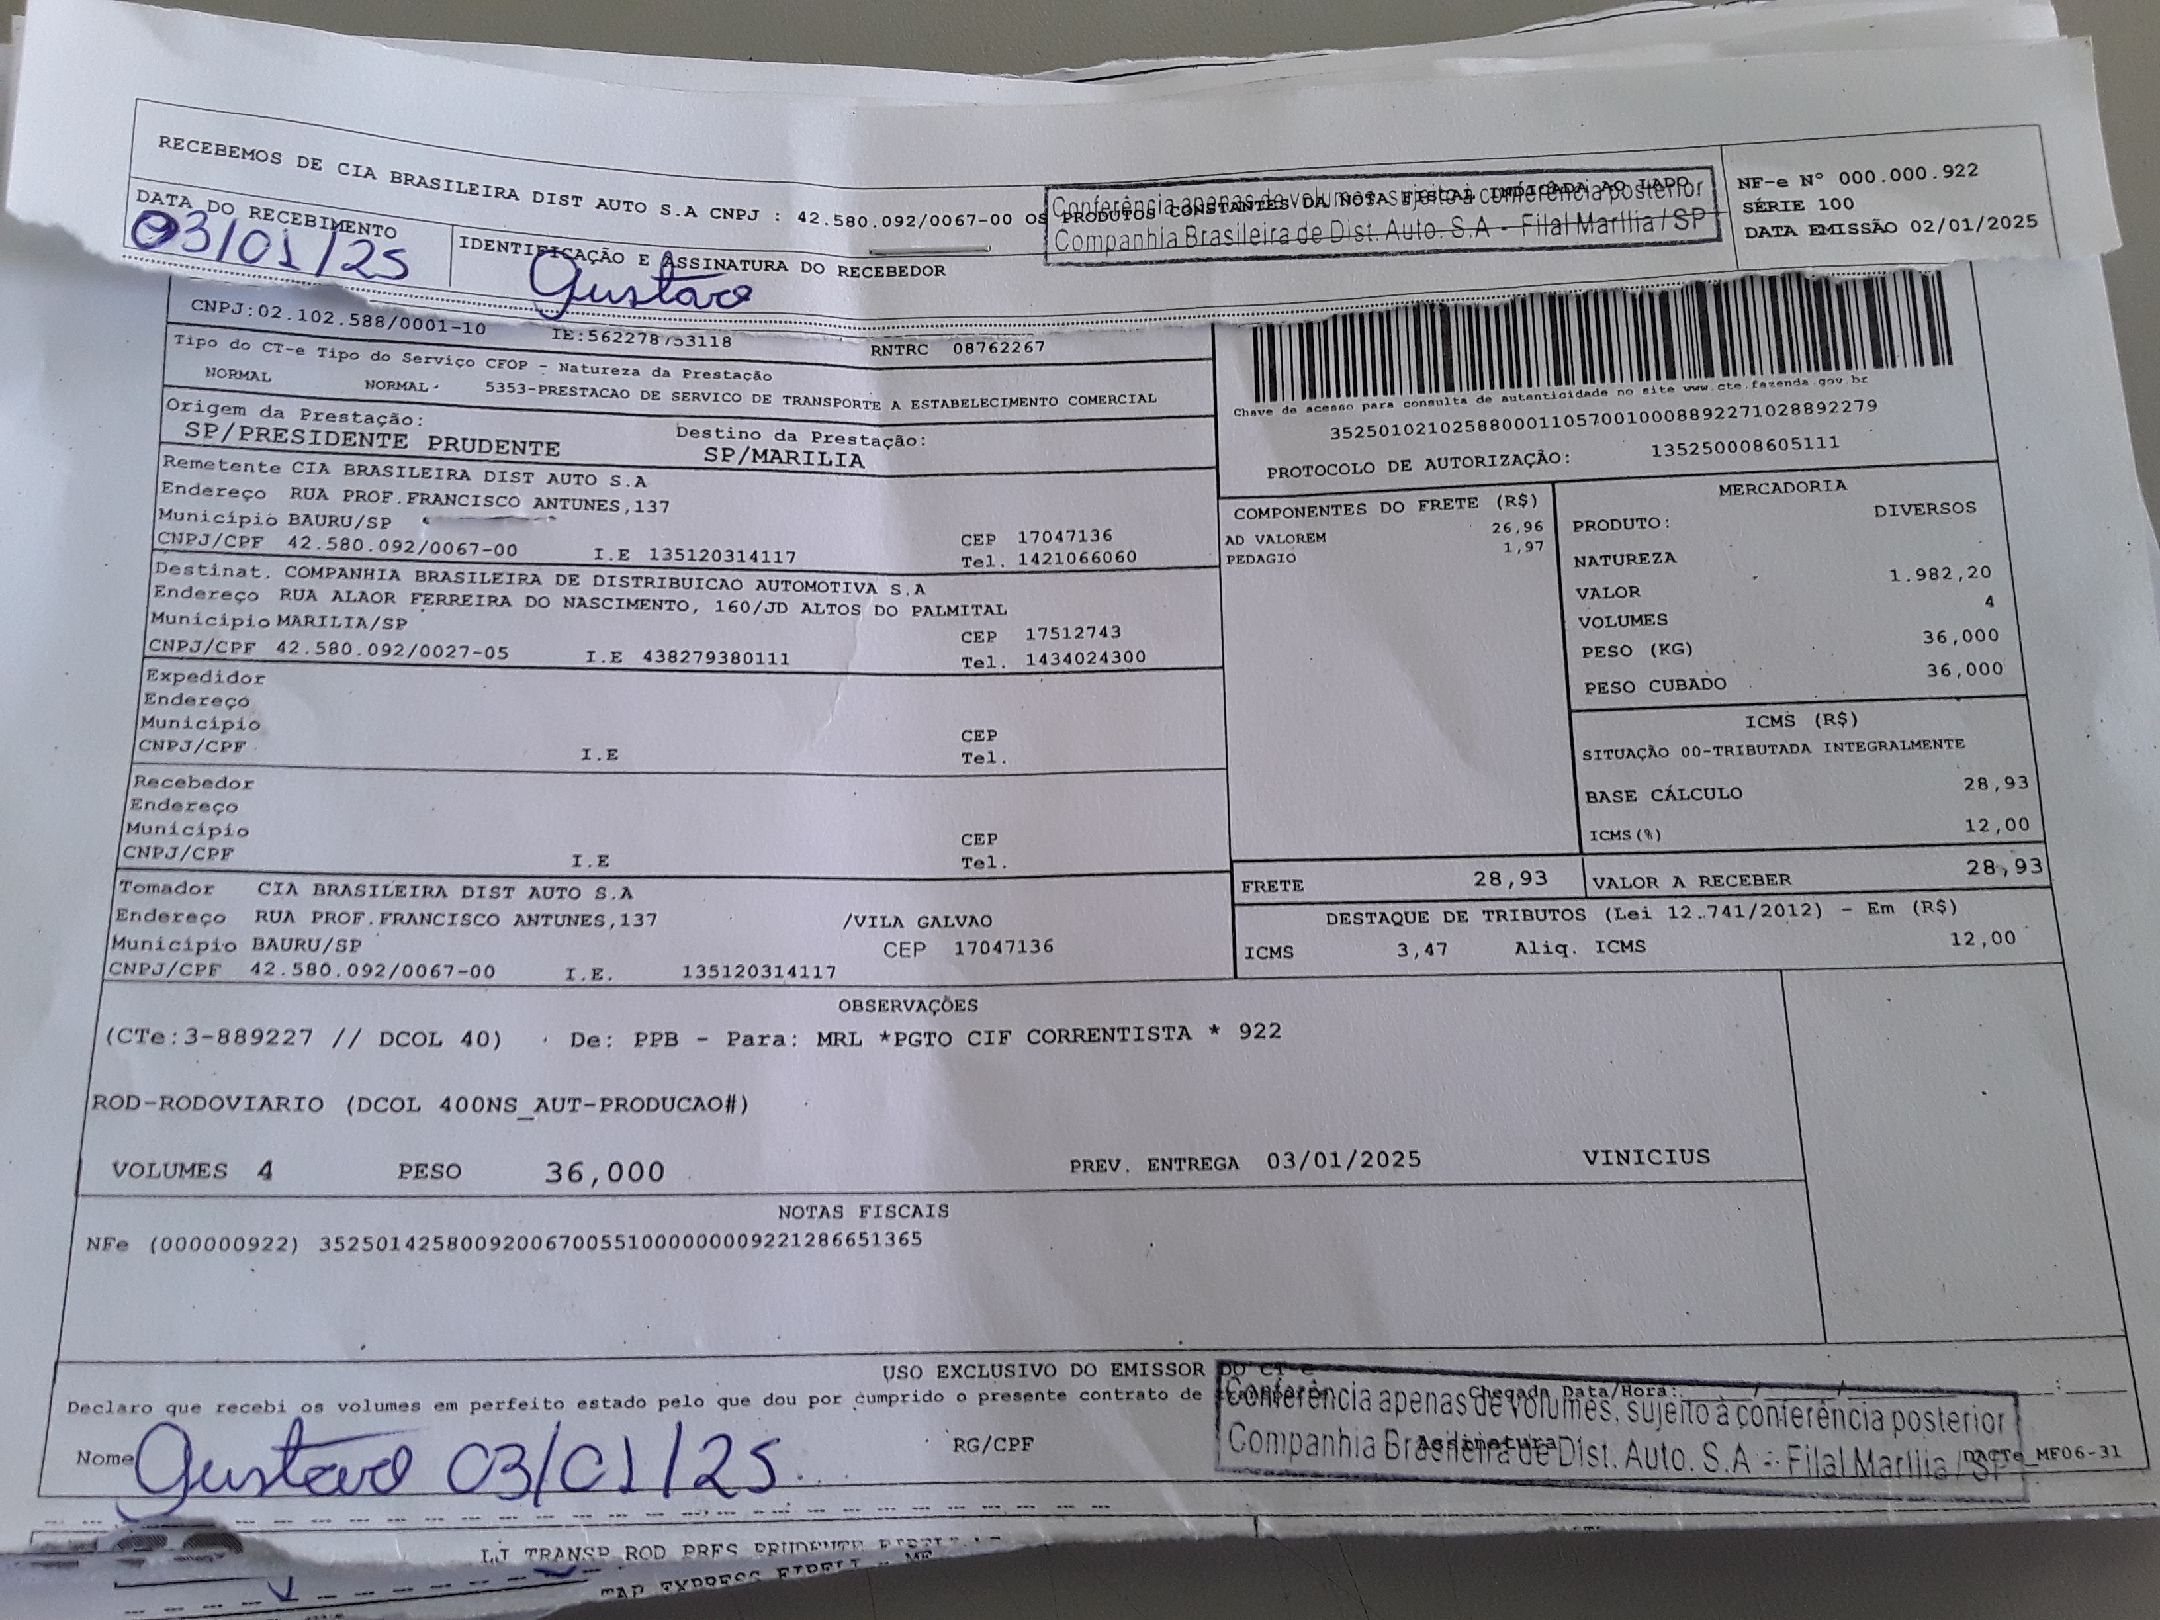 RECEBEMOS DE CIA BRASILEIRA DIST AUTO S.A CNPJ : 42.580.092/0067-00 OS PRODUTOS CONSTANTES DA NOTA FISCAL INDICADA AO LADO
Conferência apenas de volumes, sujeito à conferência posterior
Companhia Brasileira de Dist. Auto. S.A - Filal Marília / SP
NF-e N° 000.000.922
SÉRIE 100
DATA EMISSÃO 02/01/2025
DATA DO RECEBIMENTO
03/01/25
IDENTIFICAÇÃO E ASSINATURA DO RECEBEDOR
Gustavo
CNPJ:02.102.588/0001-10 IE:562278753118 RNTRC 08762267
Tipo do CT-e Tipo do Serviço CFOP - Natureza da Prestação
NORMAL NORMAL 5353-PRESTACAO DE SERVICO DE TRANSPORTE A ESTABELECIMENTO COMERCIAL
Chave de acesso para consulta de autenticidade no site www.cte.fazenda.gov.br
35250102102588000110570010008892271028892279
PROTOCOLO DE AUTORIZAÇÃO: 135250008605111
Origem da Prestação: Destino da Prestação:
SP/PRESIDENTE PRUDENTE SP/MARILIA
Remetente CIA BRASILEIRA DIST AUTO S.A
Endereço RUA PROF.FRANCISCO ANTUNES,137
Município BAURU/SP CEP 17047136
CNPJ/CPF 42.580.092/0067-00 I.E 135120314117 Tel. 1421066060
Destinat. COMPANHIA BRASILEIRA DE DISTRIBUICAO AUTOMOTIVA S.A
Endereço RUA ALAOR FERREIRA DO NASCIMENTO, 160/JD ALTOS DO PALMITAL
Município MARILIA/SP CEP 17512743
CNPJ/CPF 42.580.092/0027-05 I.E 438279380111 Tel. 1434024300
Expedidor
Endereço
Município CEP
CNPJ/CPF I.E Tel.
Recebedor
Endereço
Município CEP
CNPJ/CPF I.E Tel.
Tomador CIA BRASILEIRA DIST AUTO S.A
Endereço RUA PROF.FRANCISCO ANTUNES,137 /VILA GALVAO
Município BAURU/SP CEP 17047136
CNPJ/CPF 42.580.092/0067-00 I.E. 135120314117
COMPONENTES DO FRETE (R$)
AD VALOREM 26,96
PEDAGIO 1,97
MERCADORIA
PRODUTO: DIVERSOS
NATUREZA
VALOR 1.982,20
VOLUMES 4
PESO (KG) 36,000
PESO CUBADO 36,000
ICMS (R$)
SITUAÇÃO 00-TRIBUTADA INTEGRALMENTE
BASE CÁLCULO 28,93
ICMS(%) 12,00
FRETE 28,93 VALOR A RECEBER 28,93
DESTAQUE DE TRIBUTOS (Lei 12.741/2012) - Em (R$)
ICMS 3,47 Aliq. ICMS 12,00
OBSERVAÇÕES
(CTe:3-889227 // DCOL 40) De: PPB - Para: MRL *PGTO CIF CORRENTISTA * 922
ROD-RODOVIARIO (DCOL 400NS_AUT-PRODUCAO#)
VOLUMES 4 PESO 36,000 PREV. ENTREGA 03/01/2025 VINICIUS
NOTAS FISCAIS
NFe (000000922) 35250142580092006700551000000009221286651365
USO EXCLUSIVO DO EMISSOR DO CT-e
Declaro que recebi os volumes em perfeito estado pelo que dou por cumprido o presente contrato de
Chegada Data/Hora: / / :
Conferência apenas de volumes, sujeito à conferência posterior
Companhia Brasileira de Dist. Auto. S.A - Filal Marília / SP
Nome Gustavo 03/01/25 RG/CPF Assinatura DACTe MF06-31
LJ TRANSP ROD PRES PRUDENTE
EXPRESS EIRELI - ME